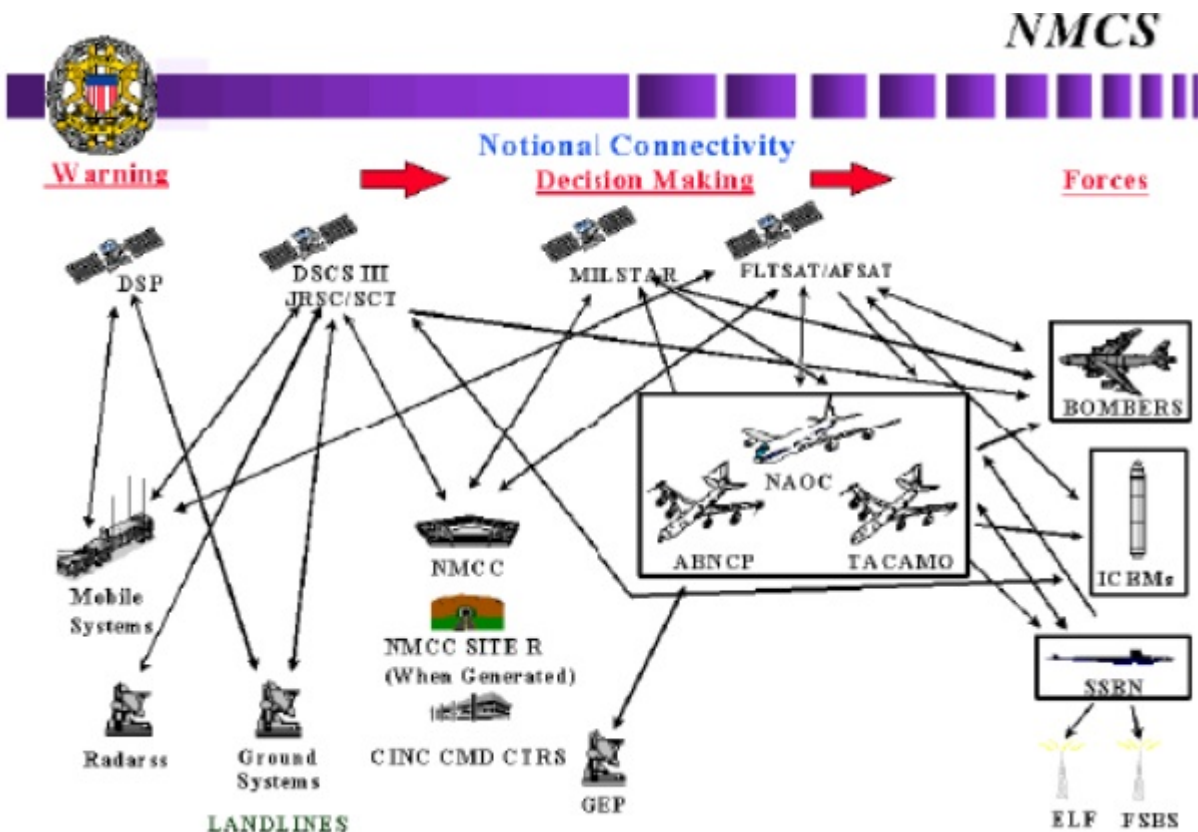 NMCS
Notional Connectivity
Warning
Decision Making
Forces
DSP
DSCS III
JRSC/SCT
MILSTAR
FLTSAT/AFSAT
BOMBERS
NAOC
ABNCP
TACAMO
ICBMs
Mobile
Systems
NMCC
NMCC SITE R
(When Generated)
CINC CMD CTRS
SSBN
Radarss
Ground
Systems
GEP
ELF
FSBS
LANDLINES